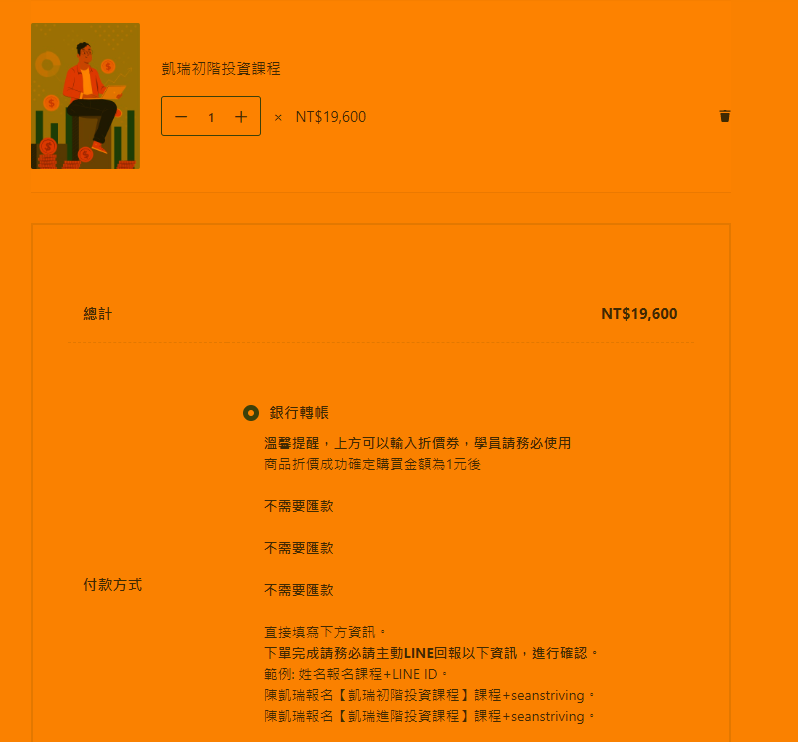 凱瑞初階投資課程
− 1 + × NT$19,600
總計 NT$19,600
銀行轉帳
溫馨提醒，上方可以輸入折價券，學員請務必使用
商品折價成功確定購買金額為1元後
不需要匯款
不需要匯款
不需要匯款
付款方式
直接填寫下方資訊。
下單完成請務必請主動LINE回報以下資訊，進行確認。
範例: 姓名報名課程+LINE ID。
陳凱瑞報名【凱瑞初階投資課程】課程+seanstriving。
陳凱瑞報名【凱瑞進階投資課程】課程+seanstriving。